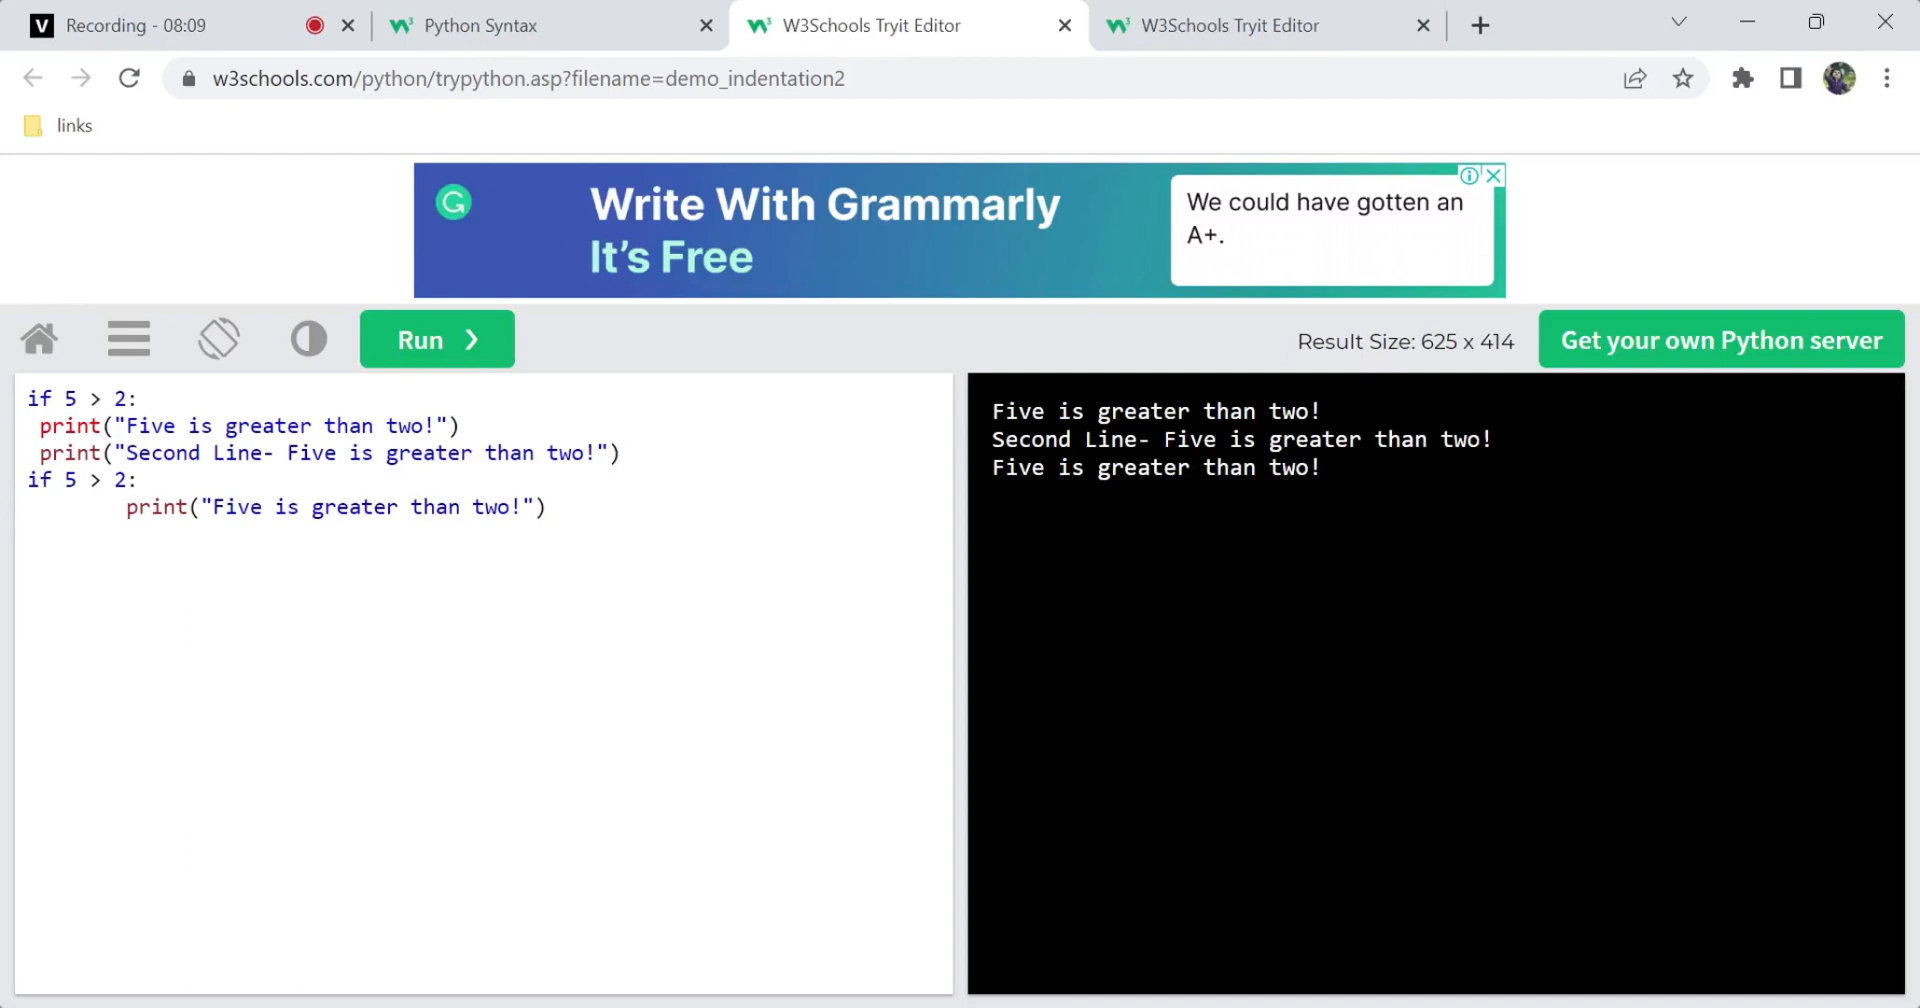 Recording - 08:09
Python Syntax
W3Schools Tryit Editor
W3Schools Tryit Editor
w3schools.com/python/trypython.asp?filename=demo_indentation2
links
Write With Grammarly
It's Free
We could have gotten an
A+.
Run ❯
Result Size: 625 x 414
Get your own Python server
if 5 > 2:
 print("Five is greater than two!")
 print("Second Line- Five is greater than two!")
if 5 > 2:
        print("Five is greater than two!")
Five is greater than two!
Second Line- Five is greater than two!
Five is greater than two!